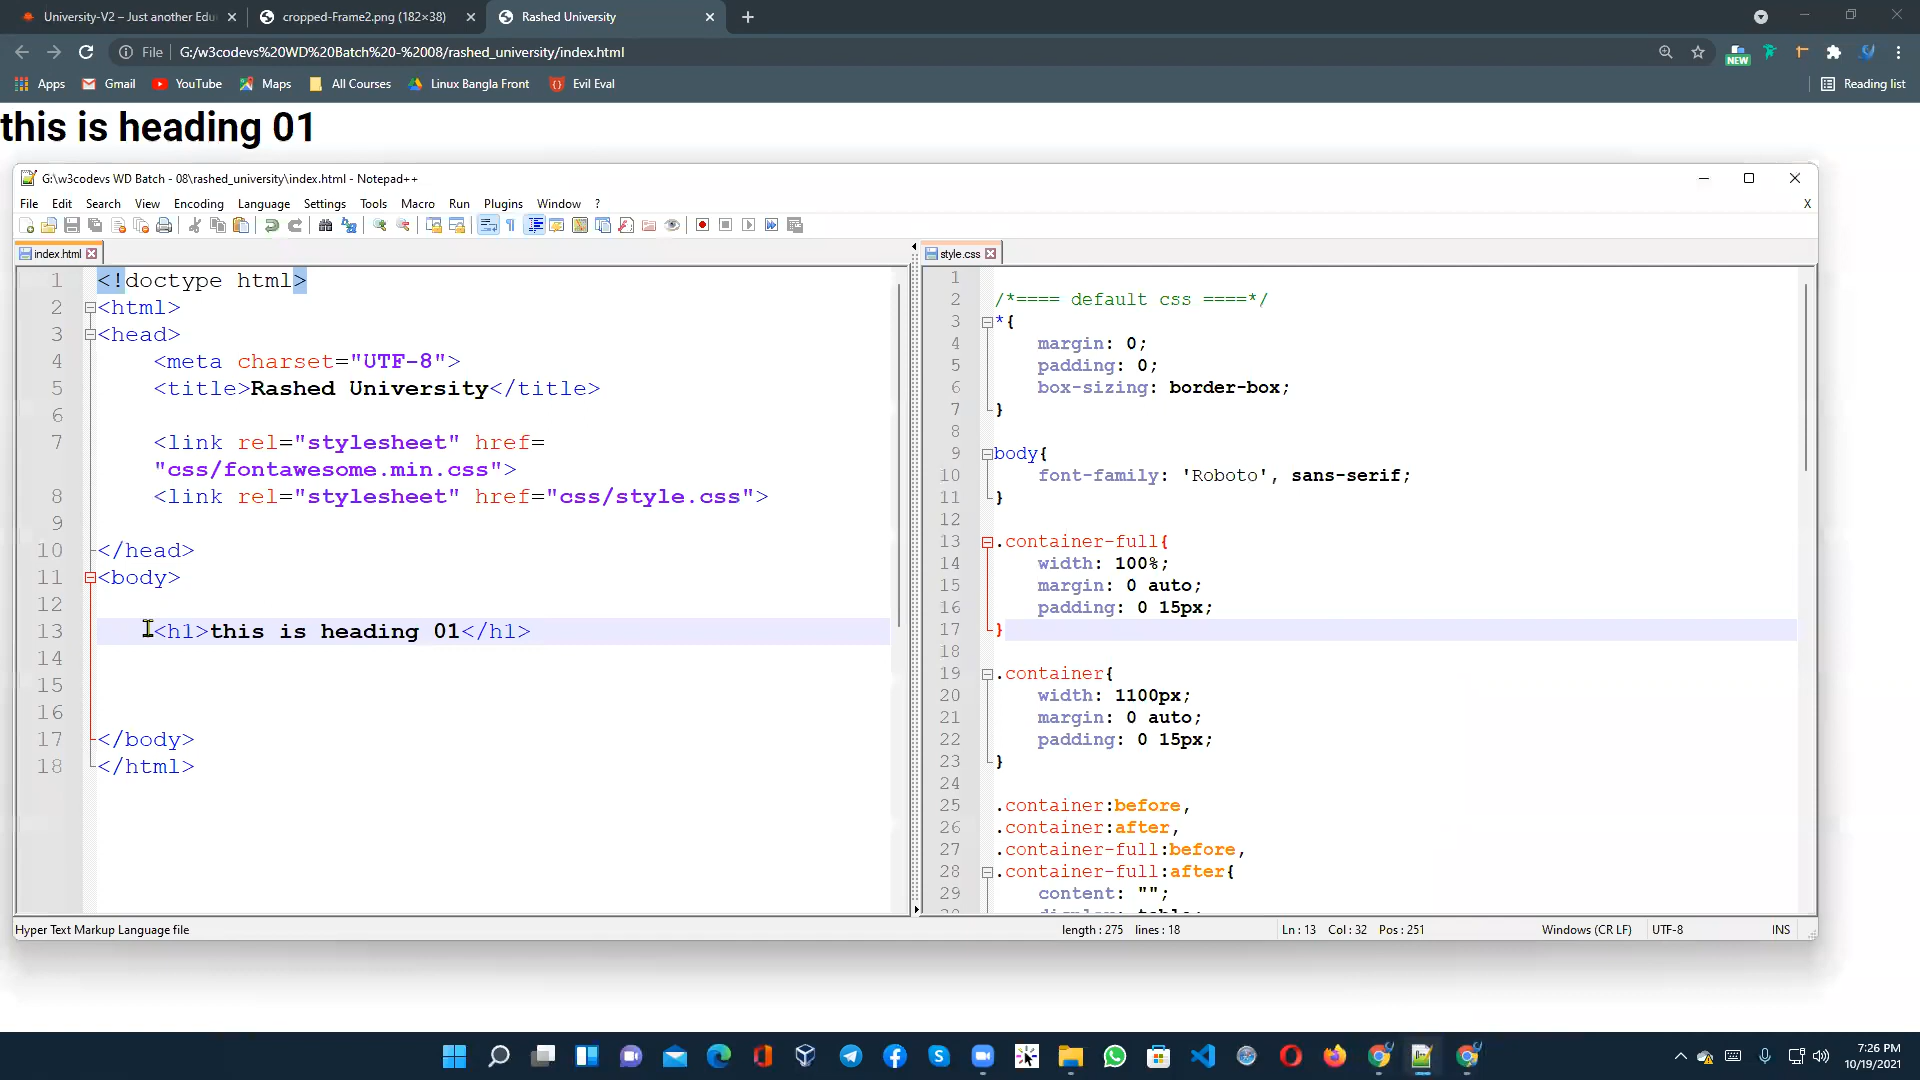 University-V2 – Just another Edu
cropped-Frame2.png (182×38)
Rashed University
File
G:/w3codevs%20WD%20Batch%20-%2008/rashed_university/index.html
NEW
Apps
Gmail
YouTube
Maps
All Courses
Linux Bangla Front
Evil Eval
Reading list
this is heading 01
G:\w3codevs WD Batch - 08\rashed_university\index.html - Notepad++
File Edit Search View Encoding Language Settings Tools Macro Run Plugins Window ?
X
index.html
1 <!doctype html>
2 <html>
3 <head>
4 <meta charset="UTF-8">
5 <title>Rashed University</title>
6
7 <link rel="stylesheet" href=
"css/fontawesome.min.css">
8 <link rel="stylesheet" href="css/style.css">
9
10 </head>
11 <body>
12
13 <h1>this is heading 01</h1>
14
15
16
17 </body>
18 </html>
style.css
1
2 /*==== default css ====*/
3 *{
4 margin: 0;
5 padding: 0;
6 box-sizing: border-box;
7 }
8
9 body{
10 font-family: 'Roboto', sans-serif;
11 }
12
13 .container-full{
14 width: 100%;
15 margin: 0 auto;
16 padding: 0 15px;
17 }
18
19 .container{
20 width: 1100px;
21 margin: 0 auto;
22 padding: 0 15px;
23 }
24
25 .container:before,
26 .container:after,
27 .container-full:before,
28 .container-full:after{
29 content: "";
Hyper Text Markup Language file
length : 275 lines : 18
Ln : 13 Col : 32 Pos : 251
Windows (CR LF)
UTF-8
INS
7:26 PM
10/19/2021